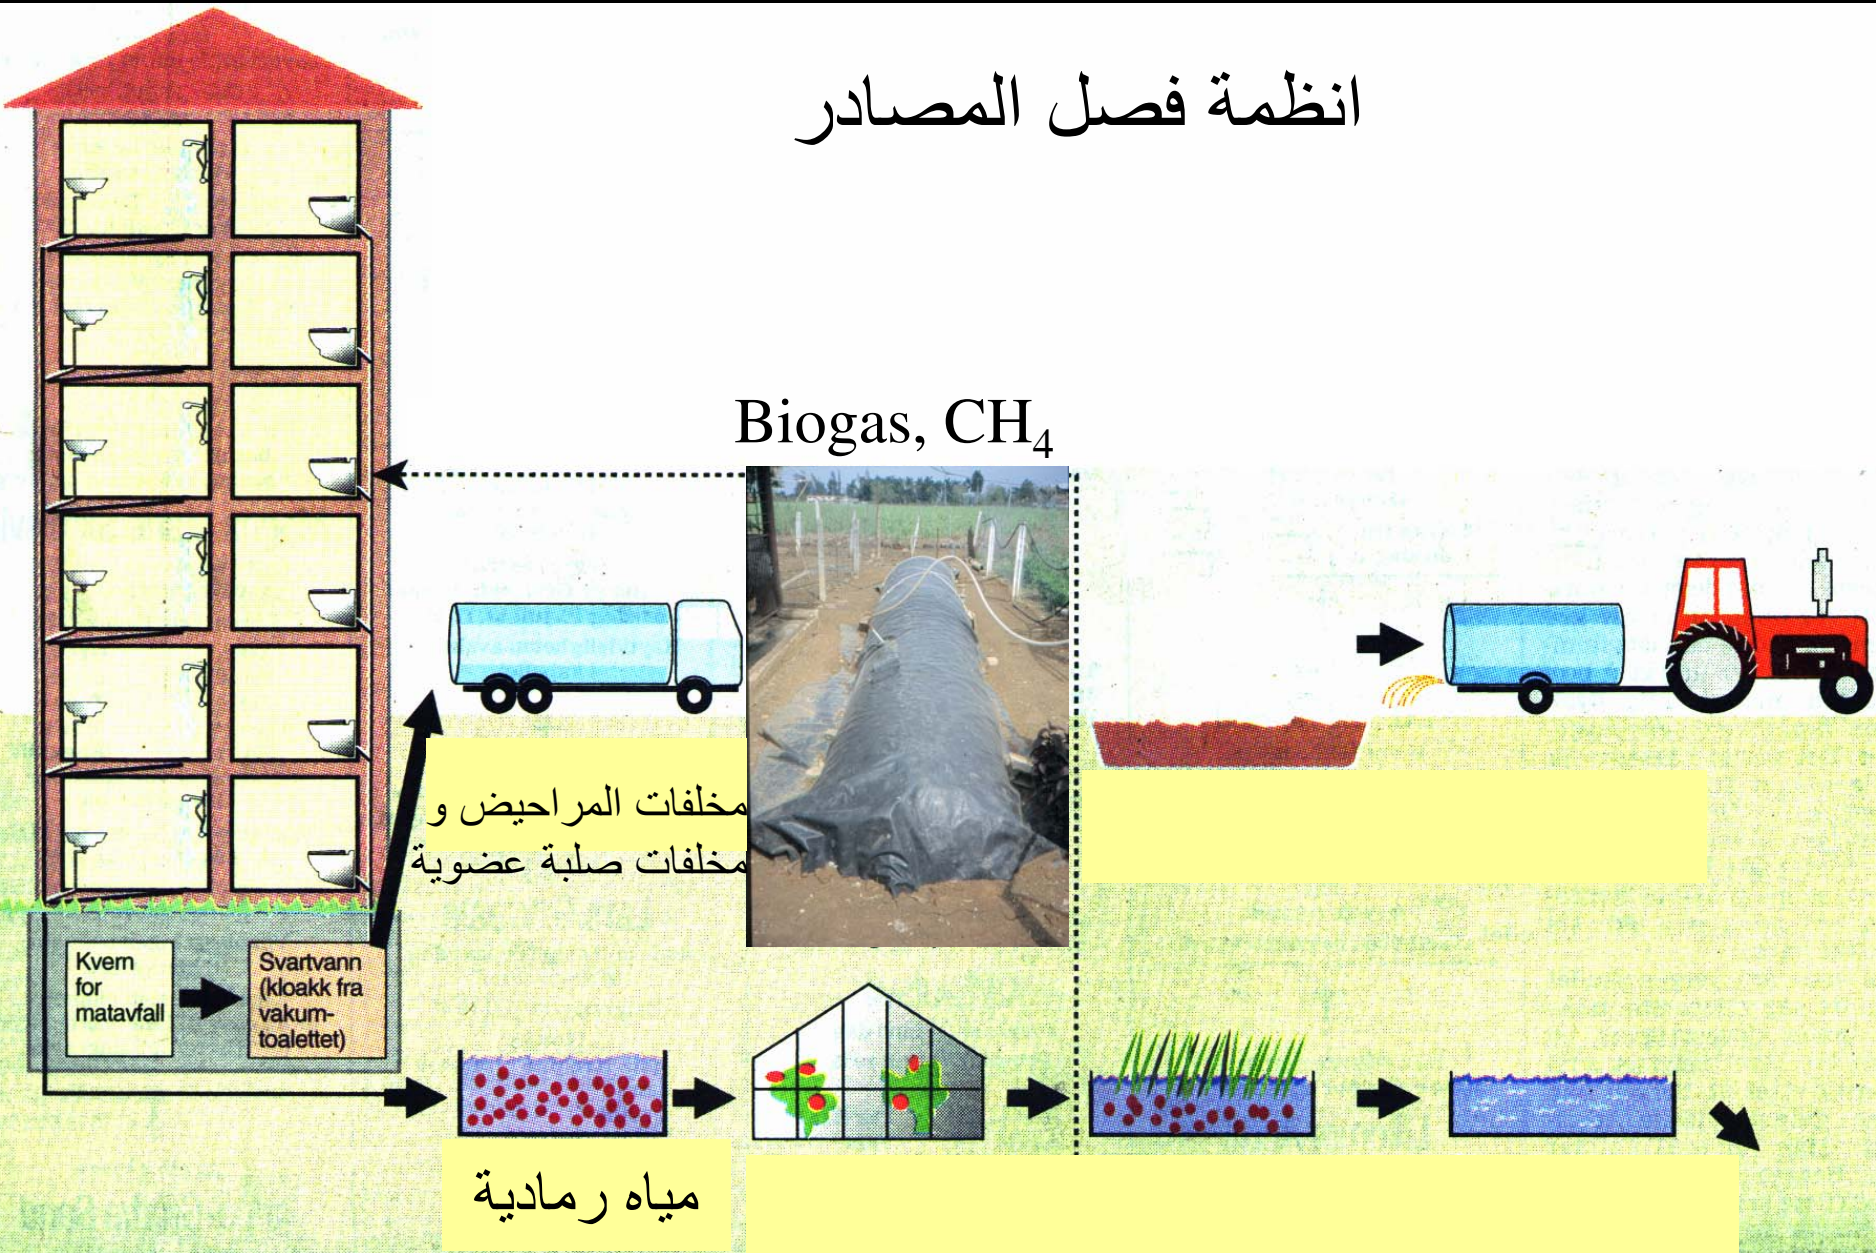 انظمة فصل المصادر
Biogas, CH₄
مخلفات المراحيض و
مخلفات صلبة عضوية
Kvern
for
matavfall
Svartvann
(kloakk fra
vakum-
toalettet)
مياه رمادية